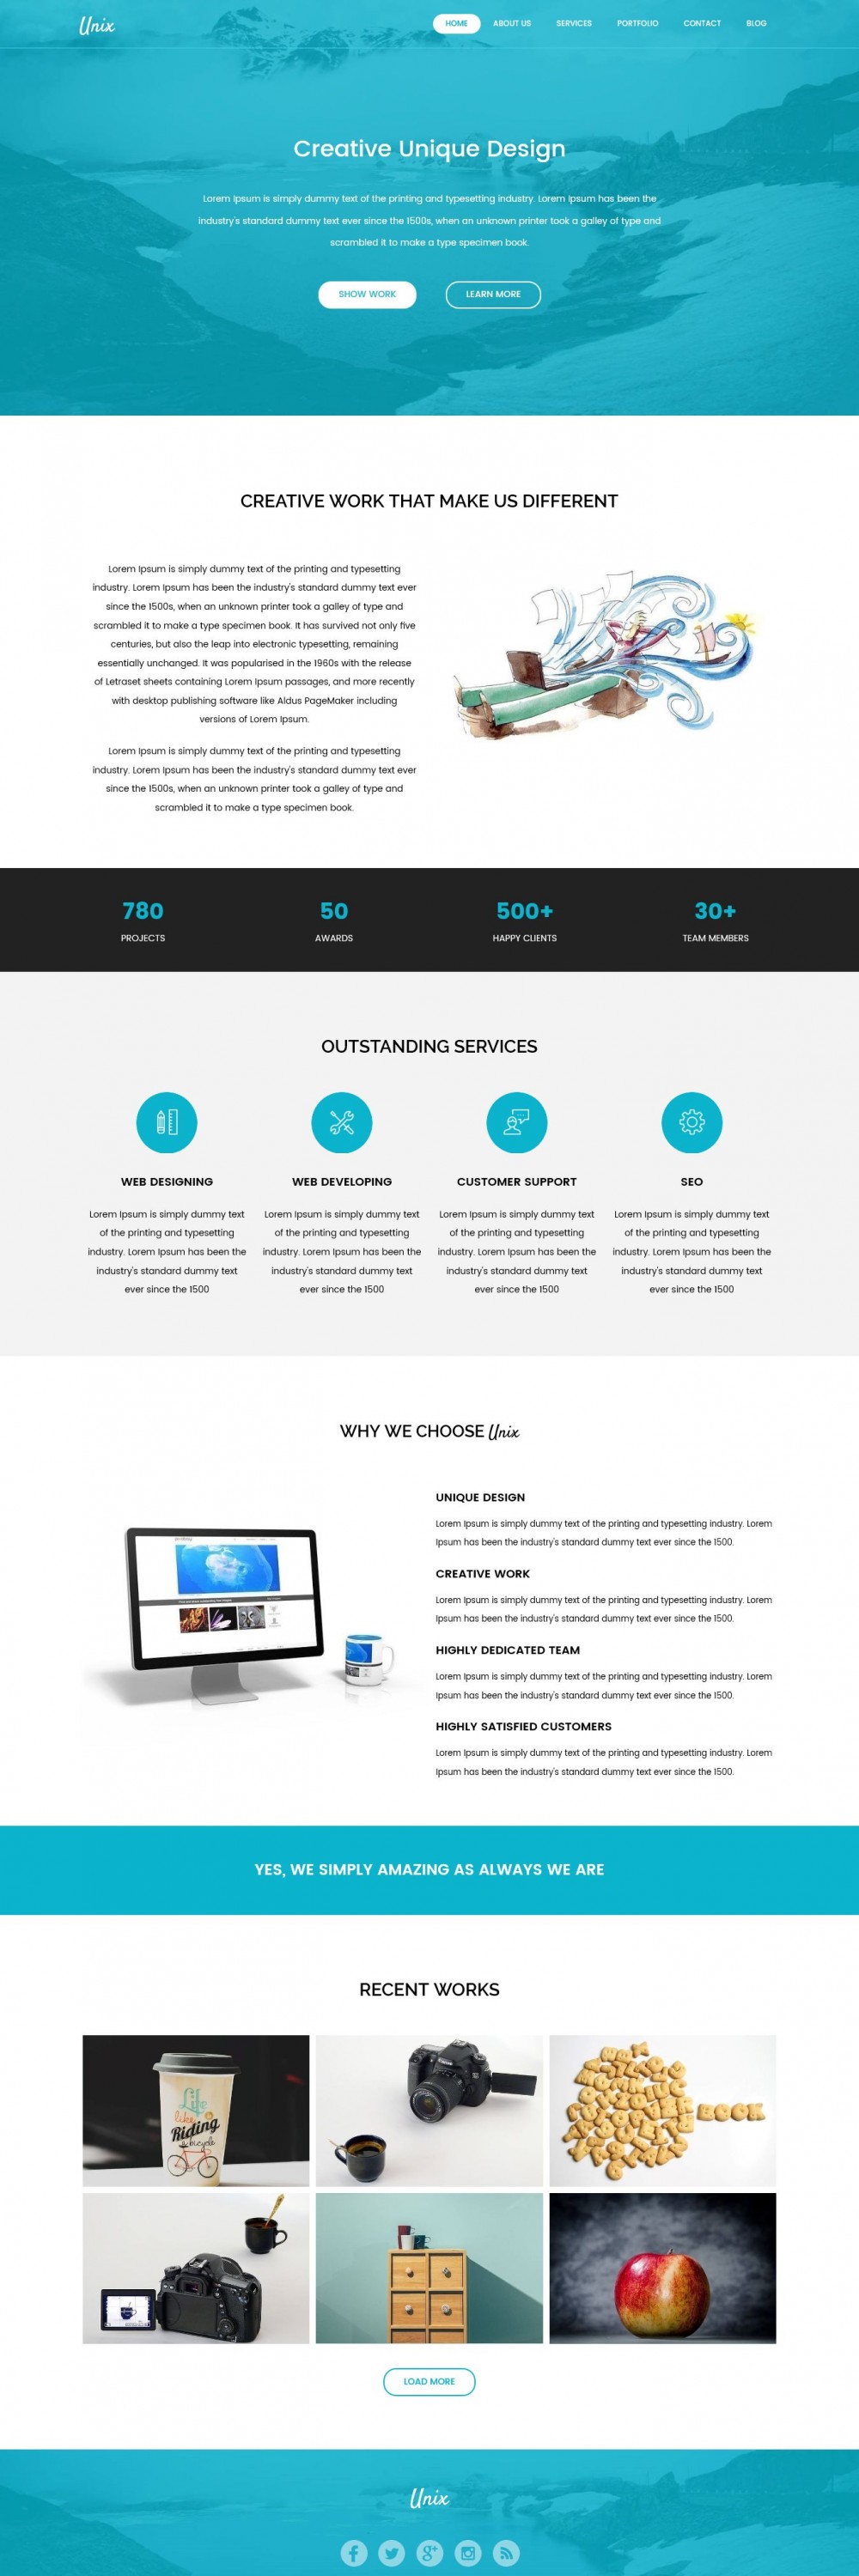 Unix
HOME ABOUT US SERVICES PORTFOLIO CONTACT BLOG
Creative Unique Design
Lorem Ipsum is simply dummy text of the printing and typesetting industry. Lorem Ipsum has been the
industry's standard dummy text ever since the 1500s, when an unknown printer took a galley of type and
scrambled it to make a type specimen book.
SHOW WORK LEARN MORE
CREATIVE WORK THAT MAKE US DIFFERENT
Lorem Ipsum is simply dummy text of the printing and typesetting
industry. Lorem Ipsum has been the industry's standard dummy text ever
since the 1500s, when an unknown printer took a galley of type and
scrambled it to make a type specimen book. It has survived not only five
centuries, but also the leap into electronic typesetting, remaining
essentially unchanged. It was popularised in the 1960s with the release
of Letraset sheets containing Lorem Ipsum passages, and more recently
with desktop publishing software like Aldus PageMaker including
versions of Lorem Ipsum.
Lorem Ipsum is simply dummy text of the printing and typesetting
industry. Lorem Ipsum has been the industry's standard dummy text ever
since the 1500s, when an unknown printer took a galley of type and
scrambled it to make a type specimen book.
780 50 500+ 30+
PROJECTS AWARDS HAPPY CLIENTS TEAM MEMBERS
OUTSTANDING SERVICES
WEB DESIGNING
Lorem Ipsum is simply dummy text
of the printing and typesetting
industry. Lorem Ipsum has been the
industry's standard dummy text
ever since the 1500
WEB DEVELOPING
Lorem Ipsum is simply dummy text
of the printing and typesetting
industry. Lorem Ipsum has been the
industry's standard dummy text
ever since the 1500
CUSTOMER SUPPORT
Lorem Ipsum is simply dummy text
of the printing and typesetting
industry. Lorem Ipsum has been the
industry's standard dummy text
ever since the 1500
SEO
Lorem Ipsum is simply dummy text
of the printing and typesetting
industry. Lorem Ipsum has been the
industry's standard dummy text
ever since the 1500
WHY WE CHOOSE Unix
UNIQUE DESIGN
Lorem Ipsum is simply dummy text of the printing and typesetting industry. Lorem
Ipsum has been the industry's standard dummy text ever since the 1500.
CREATIVE WORK
Lorem Ipsum is simply dummy text of the printing and typesetting industry. Lorem
Ipsum has been the industry's standard dummy text ever since the 1500.
HIGHLY DEDICATED TEAM
Lorem Ipsum is simply dummy text of the printing and typesetting industry. Lorem
Ipsum has been the industry's standard dummy text ever since the 1500.
HIGHLY SATISFIED CUSTOMERS
Lorem Ipsum is simply dummy text of the printing and typesetting industry. Lorem
Ipsum has been the industry's standard dummy text ever since the 1500.
YES, WE SIMPLY AMAZING AS ALWAYS WE ARE
RECENT WORKS
Life
like
Riding
a bicycle
Canon
BOOK
LOAD MORE
Unix